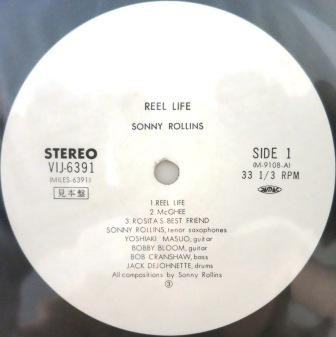 REEL LIFE
SONNY ROLLINS
STEREO
VIJ-6391
(MILES-6391)
見本盤
SIDE 1
(M-9108-A)
33 1/3 RPM
1. REEL LIFE
2. McGHEE
3. ROSITA'S BEST FRIEND
SONNY ROLLINS, tenor saxophones
YOSHIAKI MASUO, guitar
BOBBY BLOOM, guitar
BOB CRANSHAW, bass
JACK DEJOHNETTE, drums
All compositions by Sonny Rollins
③